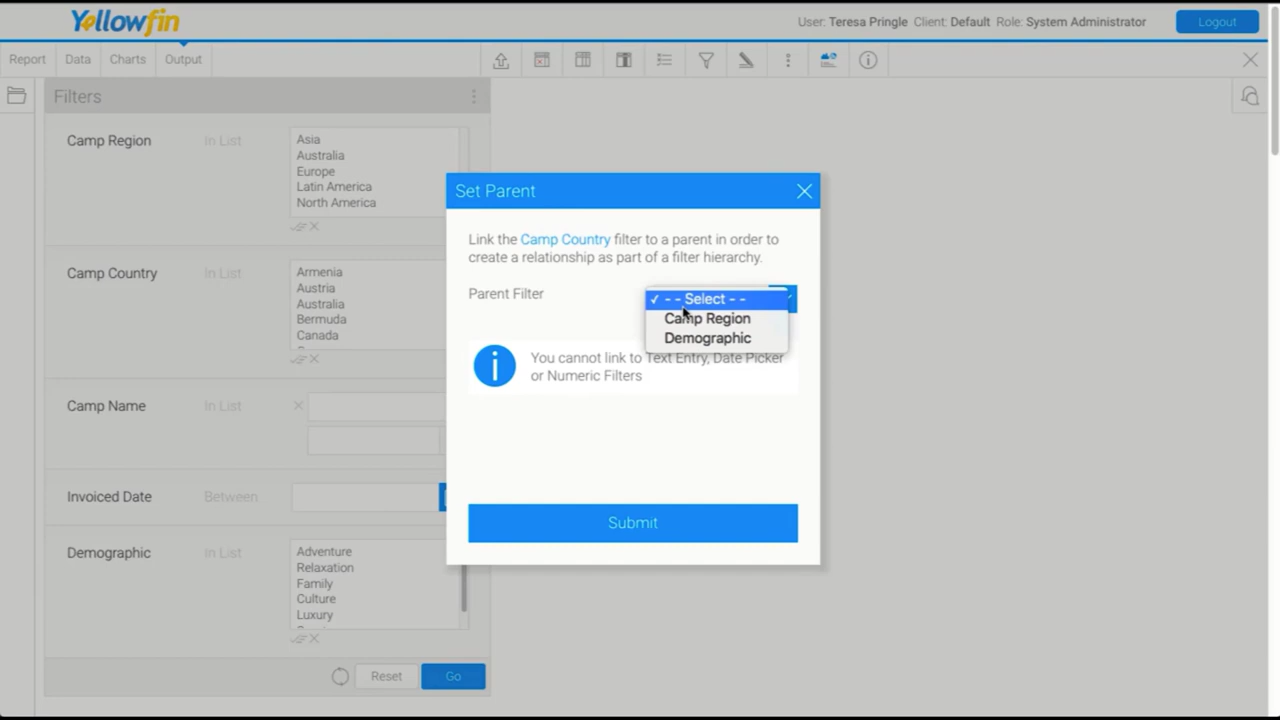 Yellowfin
User: Teresa Pringle Client: Default Role: System Administrator
Logout
Report
Data
Charts
Output
Filters
Camp Region
In List
Asia
Australia
Europe
Latin America
North America
Camp Country
In List
Armenia
Austria
Australia
Bermuda
Canada
Camp Name
In List
Invoiced Date
Between
Demographic
In List
Adventure
Relaxation
Family
Culture
Luxury
Reset
Go
Set Parent
Link the Camp Country filter to a parent in order to
create a relationship as part of a filter hierarchy.
Parent Filter
- - Select - -
Camp Region
Demographic
You cannot link to Text Entry, Date Picker
or Numeric Filters
Submit